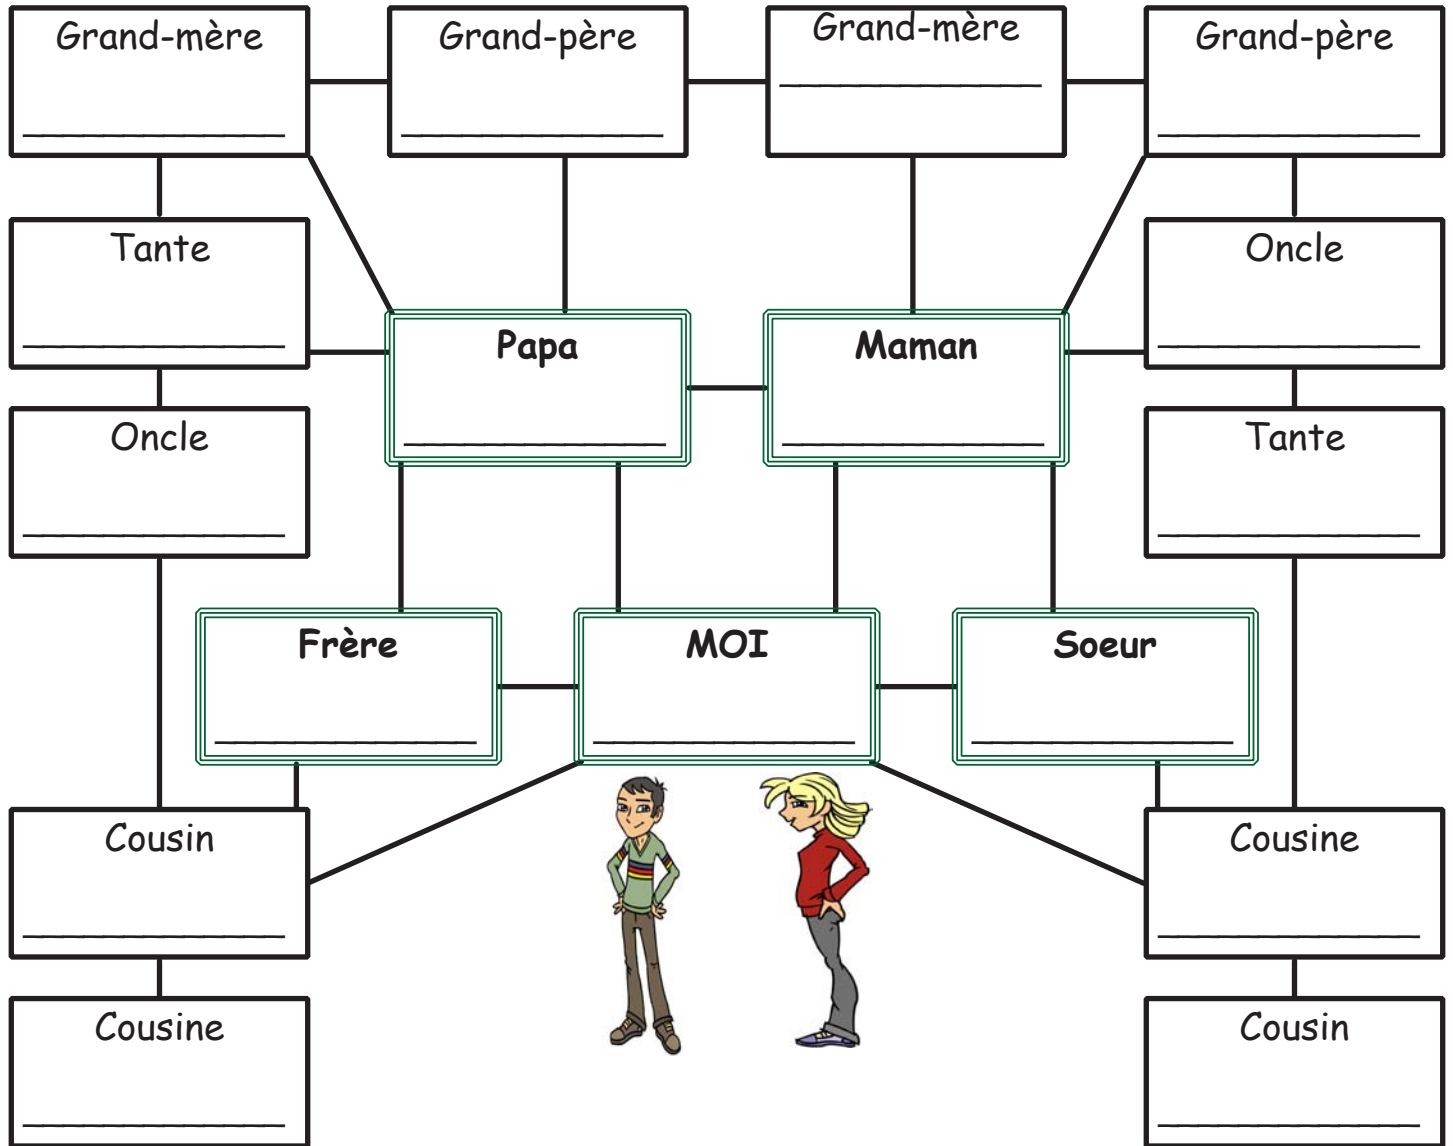 Grand-mère
Grand-père
Grand-mère
Grand-père
Tante
Oncle
Papa
Maman
Oncle
Tante
Frère
MOI
Soeur
Cousin
Cousine
Cousine
Cousin